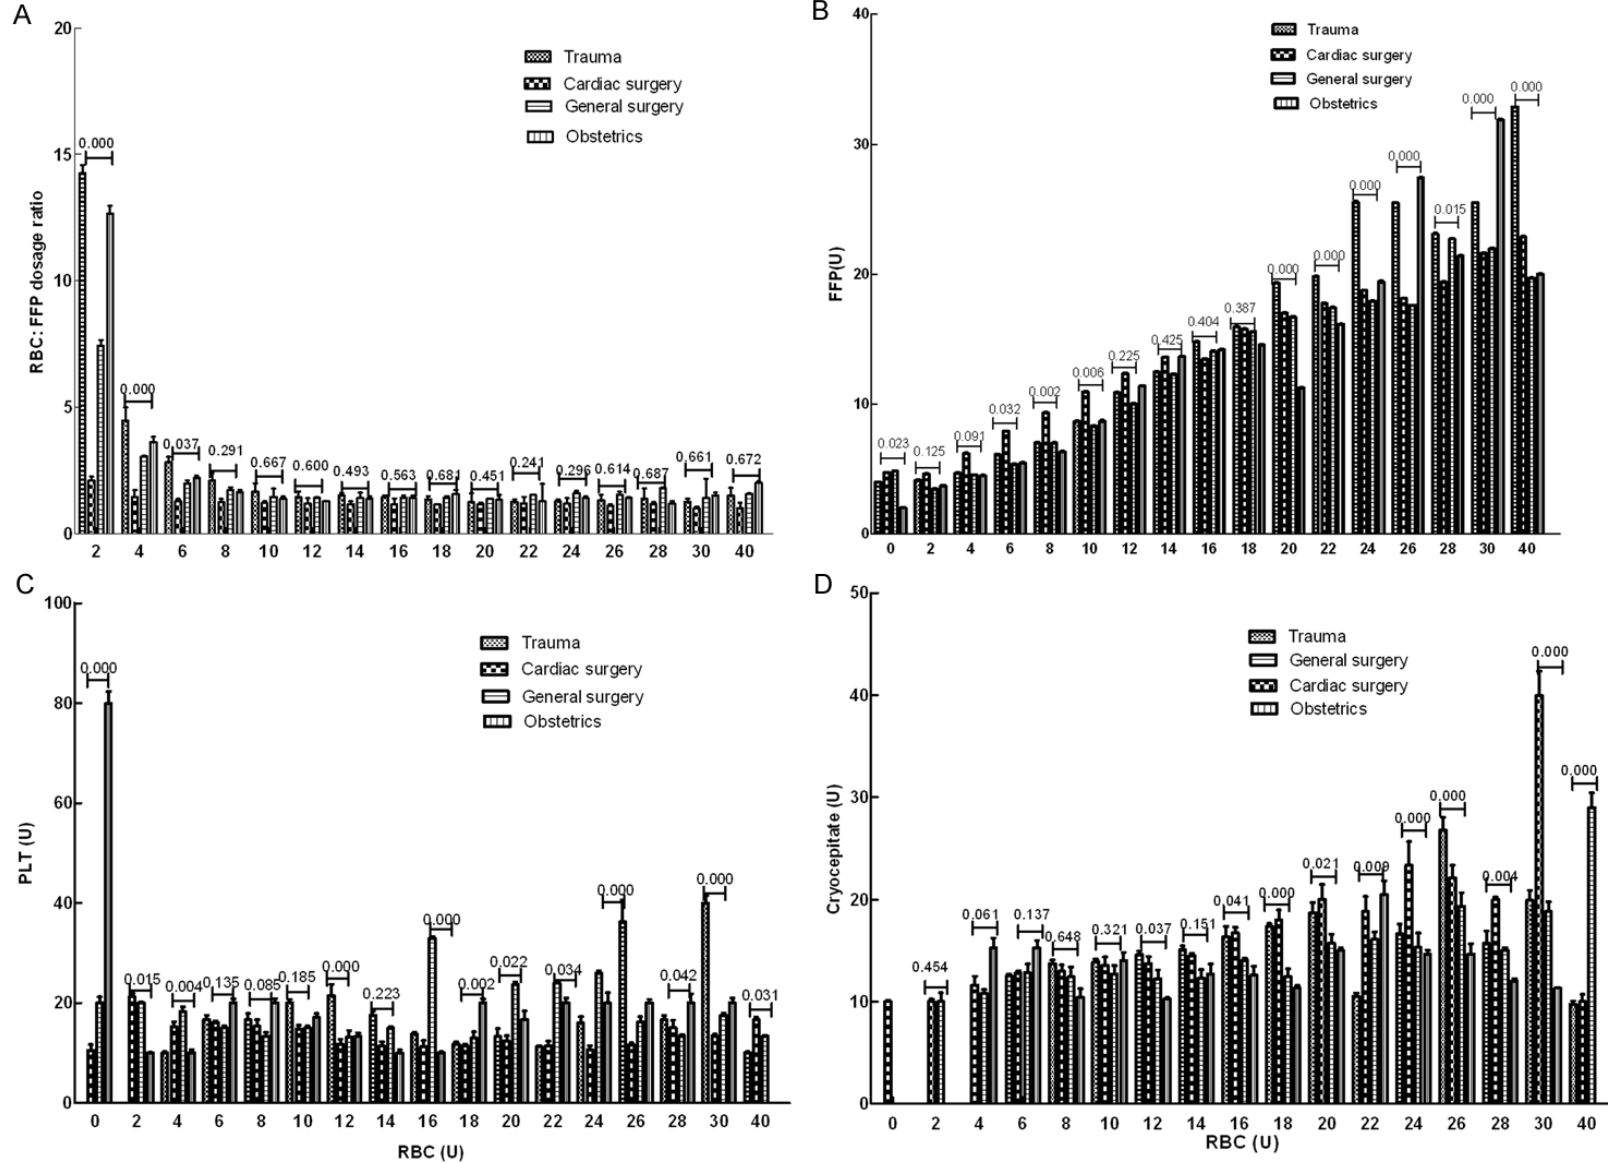 A
20
15
10
5
0
RBC: FFP dosage ratio
Trauma
Cardiac surgery
General surgery
Obstetrics
0.000
0.000
0.037
0.291
0.667
0.600
0.493
0.563
0.681
0.451
0.241
0.296
0.614
0.687
0.661
0.672
2 4 6 8 10 12 14 16 18 20 22 24 26 28 30 40
B
40
30
20
10
0
FFP(U)
Trauma
Cardiac surgery
General surgery
Obstetrics
0.023
0.125
0.091
0.032
0.002
0.006
0.225
0.425
0.404
0.387
0.000
0.000
0.000
0.000
0.015
0.000
0.000
0 2 4 6 8 10 12 14 16 18 20 22 24 26 28 30 40
C
100
80
60
40
20
0
PLT (U)
Trauma
Cardiac surgery
General surgery
Obstetrics
0.000
0.015
0.004
0.135
0.085
0.185
0.000
0.223
0.000
0.002
0.022
0.034
0.000
0.042
0.000
0.031
0 2 4 6 8 10 12 14 16 18 20 22 24 26 28 30 40
RBC (U)
D
50
40
30
20
10
0
Cryocepitate (U)
Trauma
General surgery
Cardiac surgery
Obstetrics
0.454
0.061
0.137
0.648
0.321
0.037
0.151
0.041
0.000
0.021
0.009
0.000
0.000
0.004
0.000
0.000
0 2 4 6 8 10 12 14 16 18 20 22 24 26 28 30 40
RBC (U)